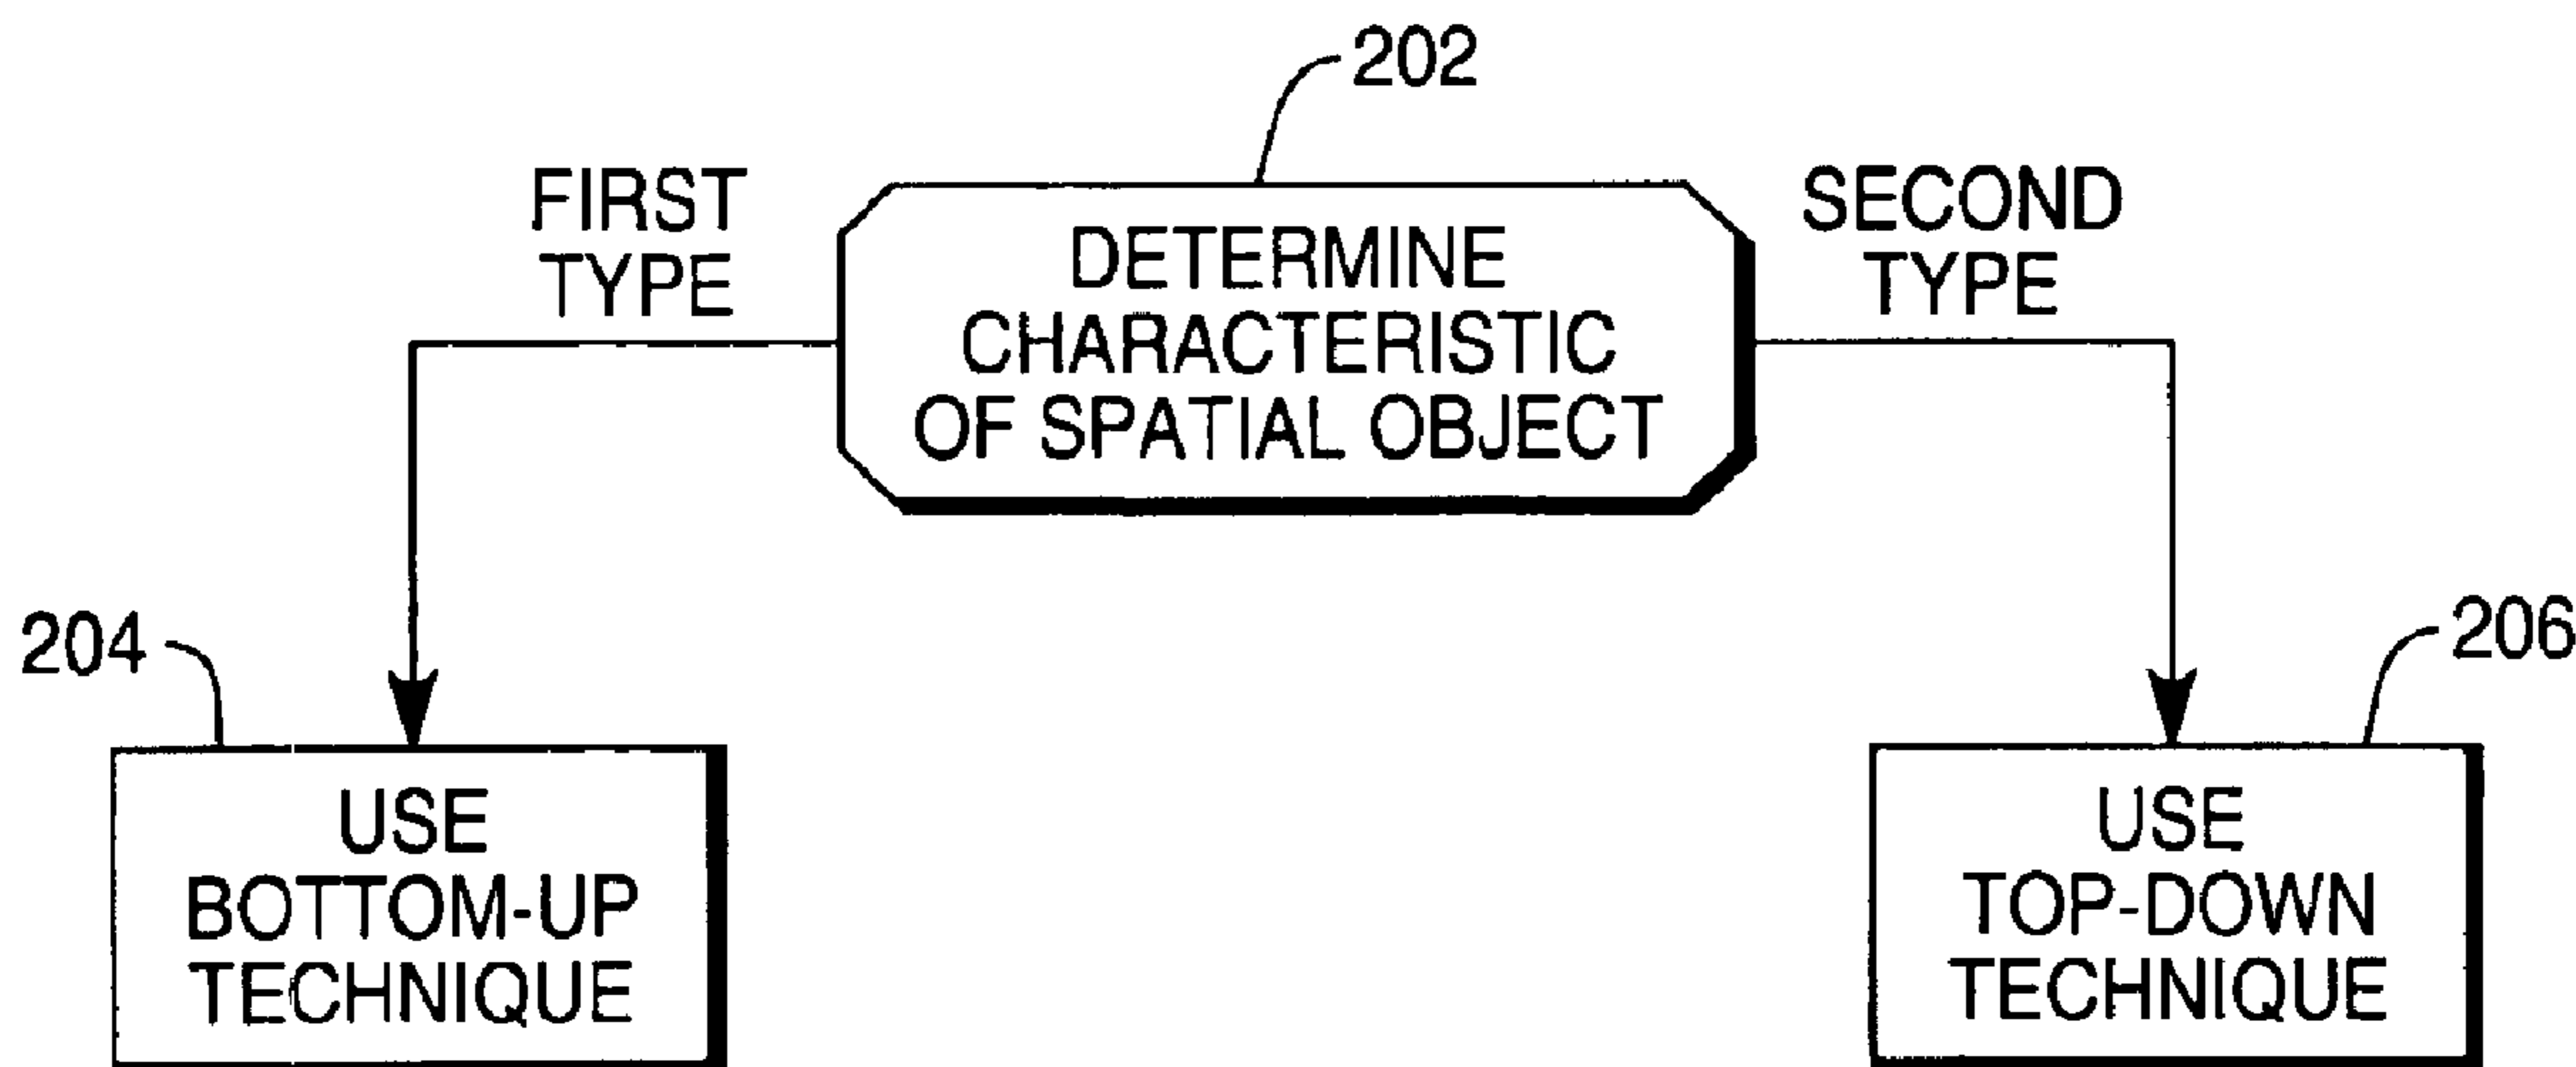 202
FIRST
TYPE
DETERMINE
CHARACTERISTIC
OF SPATIAL OBJECT
SECOND
TYPE
204
USE
BOTTOM-UP
TECHNIQUE
206
USE
TOP-DOWN
TECHNIQUE